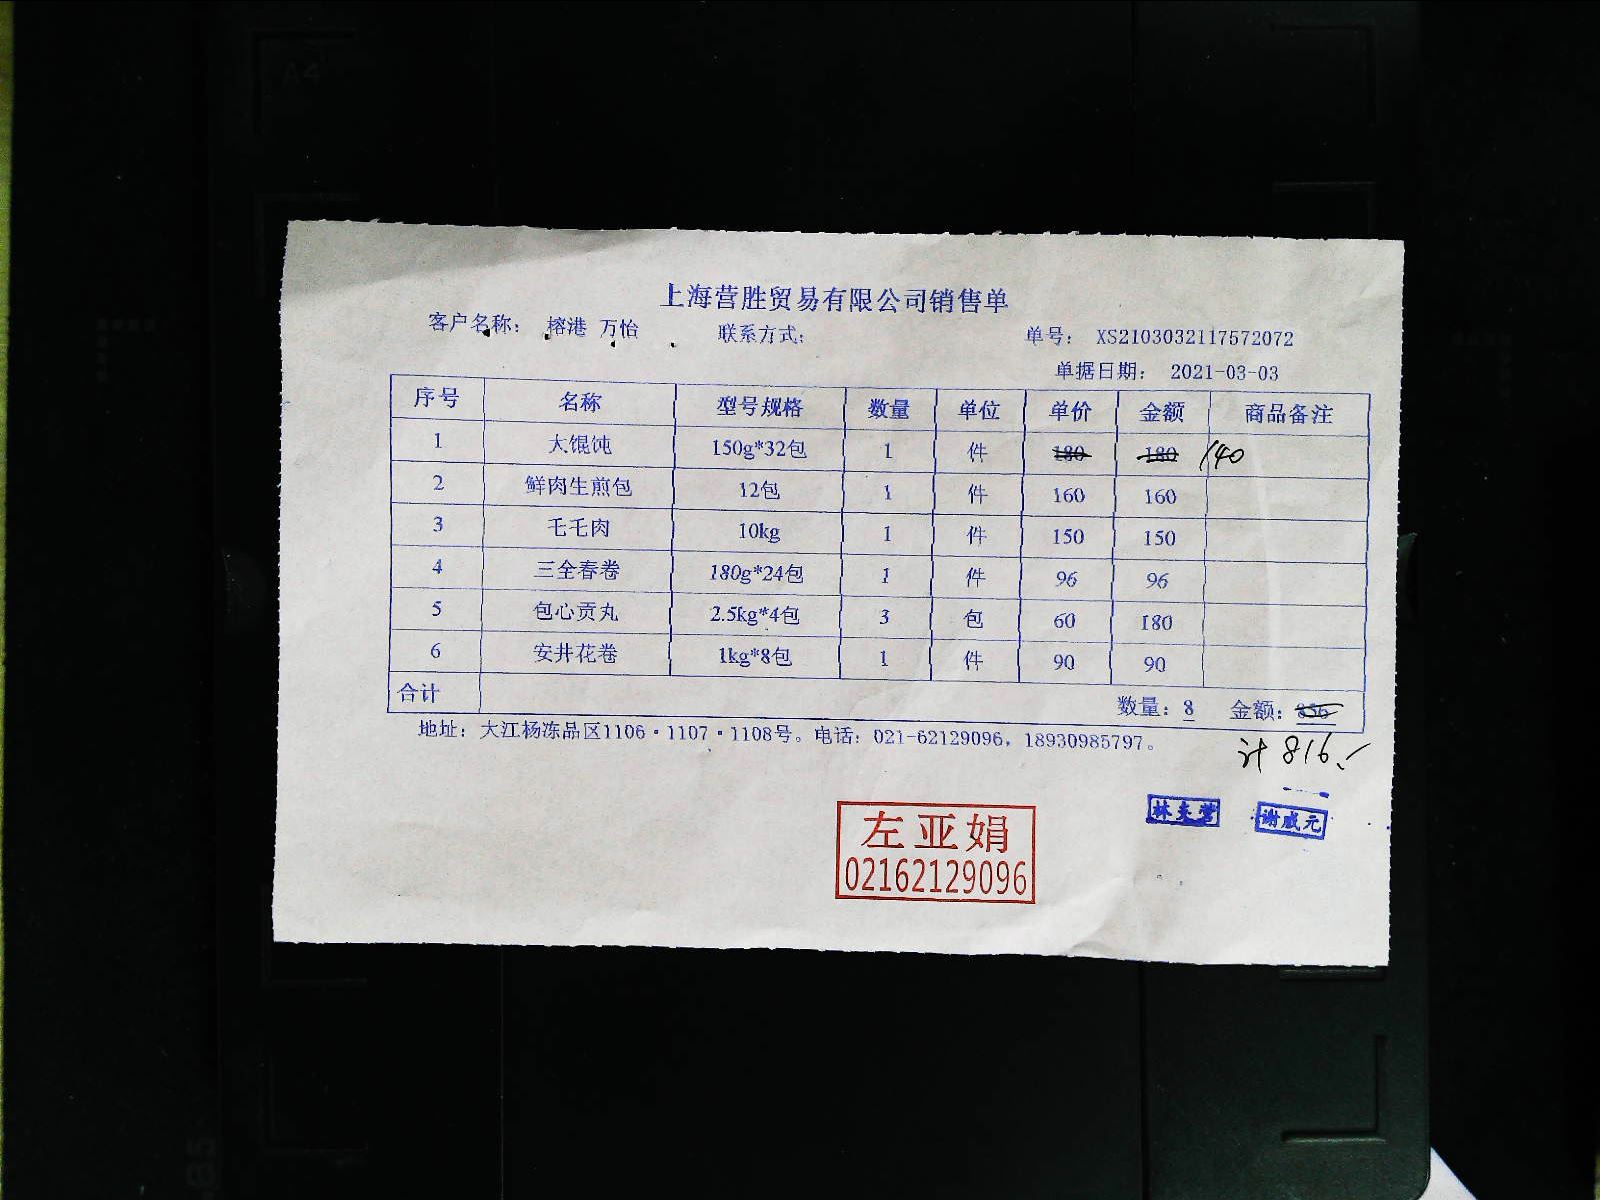 上海营胜贸易有限公司销售单
客户名称： 榕港 万怡 联系方式： 单号： XS2103032117572072
单据日期： 2021-03-03
序号 名称 型号规格 数量 单位 单价 金额 商品备注
1 大馄饨 150g*32包 1 件 180 180 140
2 鲜肉生煎包 12包 1 件 160 160
3 毛毛肉 10kg 1 件 150 150
4 三全春卷 180g*24包 1 件 96 96
5 包心贡丸 2.5kg*4包 3 包 60 180
6 安井花卷 1kg*8包 1 件 90 90
合计 数量：8 金额：856
地址：大江杨冻品区1106·1107·1108号。电话：021-62129096，18930985797。
计 816.-
谢成元
左亚娟
02162129096
A4